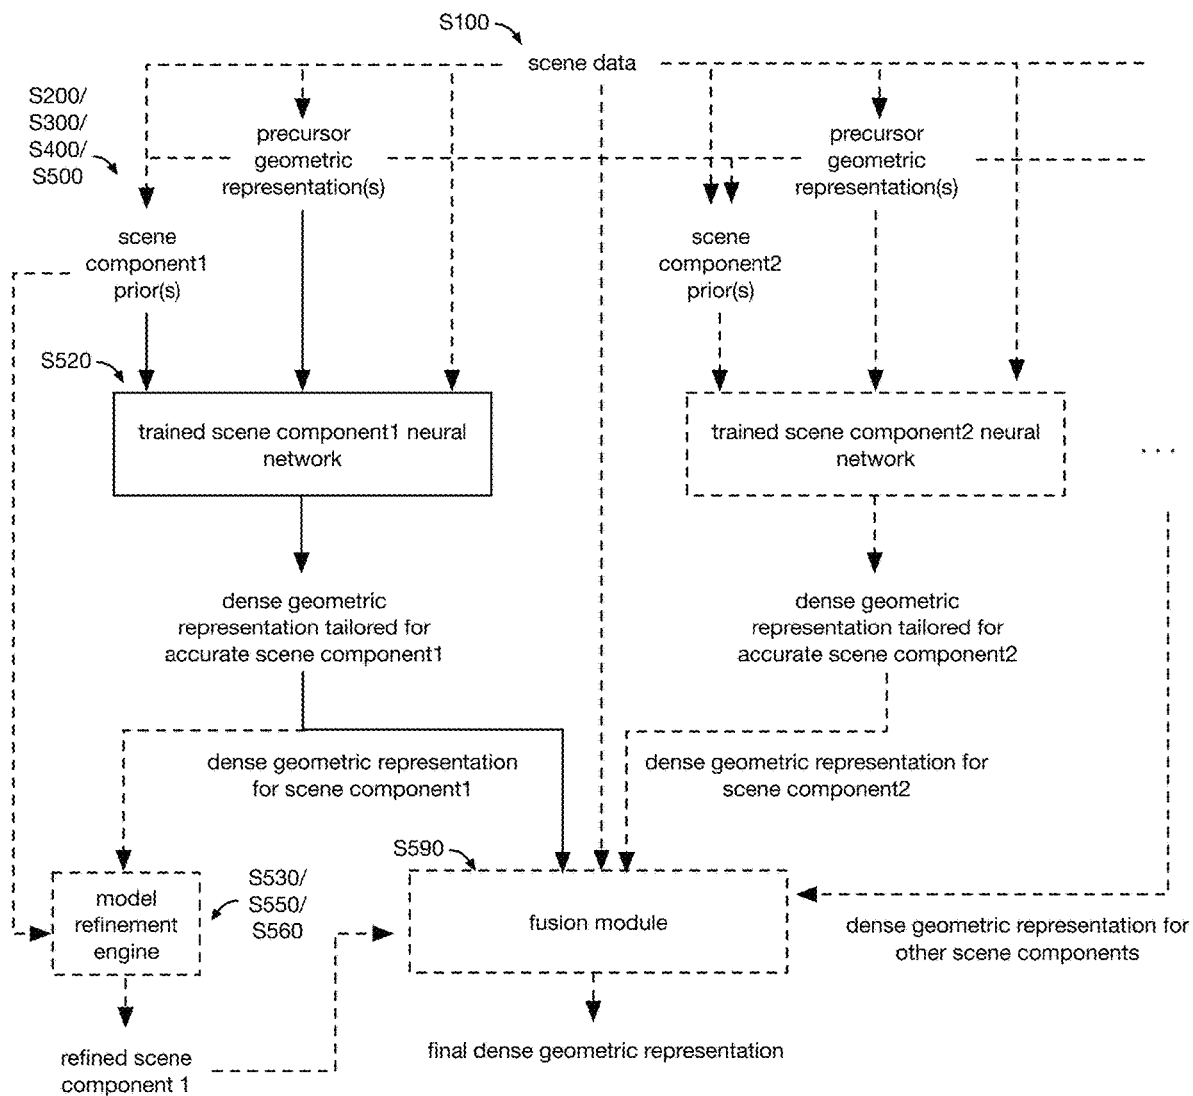 S100
scene data
S200/
S300/
S400/
S500
precursor
geometric
representation(s)
precursor
geometric
representation(s)
scene
component1
prior(s)
scene
component2
prior(s)
S520
trained scene component1 neural
network
trained scene component2 neural
network
. . .
dense geometric
representation tailored for
accurate scene component1
dense geometric
representation tailored for
accurate scene component2
dense geometric representation
for scene component1
dense geometric representation for
scene component2
S590
S530/
S550/
S560
model
refinement
engine
fusion module
dense geometric representation for
other scene components
refined scene
component 1
final dense geometric representation